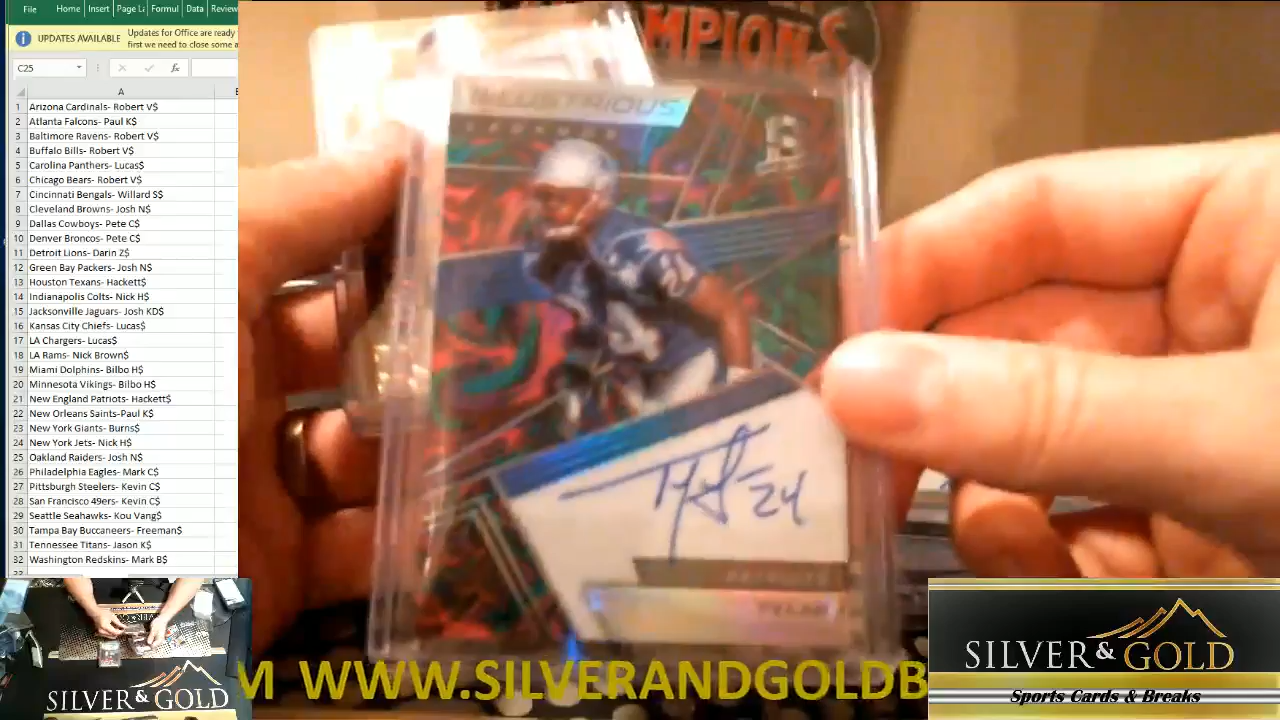 File Home Insert Page La Formul Data Review
UPDATES AVAILABLE Updates for Office are ready
first we need to close some a
C25
fx
A
1 Arizona Cardinals- Robert V$
2 Atlanta Falcons- Paul K$
3 Baltimore Ravens- Robert V$
4 Buffalo Bills- Robert V$
5 Carolina Panthers- Lucas$
6 Chicago Bears- Robert V$
7 Cincinnati Bengals- Willard S$
8 Cleveland Browns- Josh N$
9 Dallas Cowboys- Pete C$
10 Denver Broncos- Pete C$
11 Detroit Lions- Darin Z$
12 Green Bay Packers- Josh N$
13 Houston Texans- Hackett$
14 Indianapolis Colts- Nick H$
15 Jacksonville Jaguars- Josh KD$
16 Kansas City Chiefs- Lucas$
17 LA Chargers- Lucas$
18 LA Rams- Nick Brown$
19 Miami Dolphins- Bilbo H$
20 Minnesota Vikings- Bilbo H$
21 New England Patriots- Hackett$
22 New Orleans Saints-Paul K$
23 New York Giants- Burns$
24 New York Jets- Nick H$
25 Oakland Raiders- Josh N$
26 Philadelphia Eagles- Mark C$
27 Pittsburgh Steelers- Kevin C$
28 San Francisco 49ers- Kevin C$
29 Seattle Seahawks- Kou Vang$
30 Tampa Bay Buccaneers- Freeman$
31 Tennessee Titans- Jason K$
32 Washington Redskins- Mark B$
MPIONS
ILLUSTRIOUS
LEGENDS
24
24
PATRIOTS
SILVER & GOLD
M WWW.SILVERANDGOLDB
SILVER & GOLD
Sports Cards & Breaks